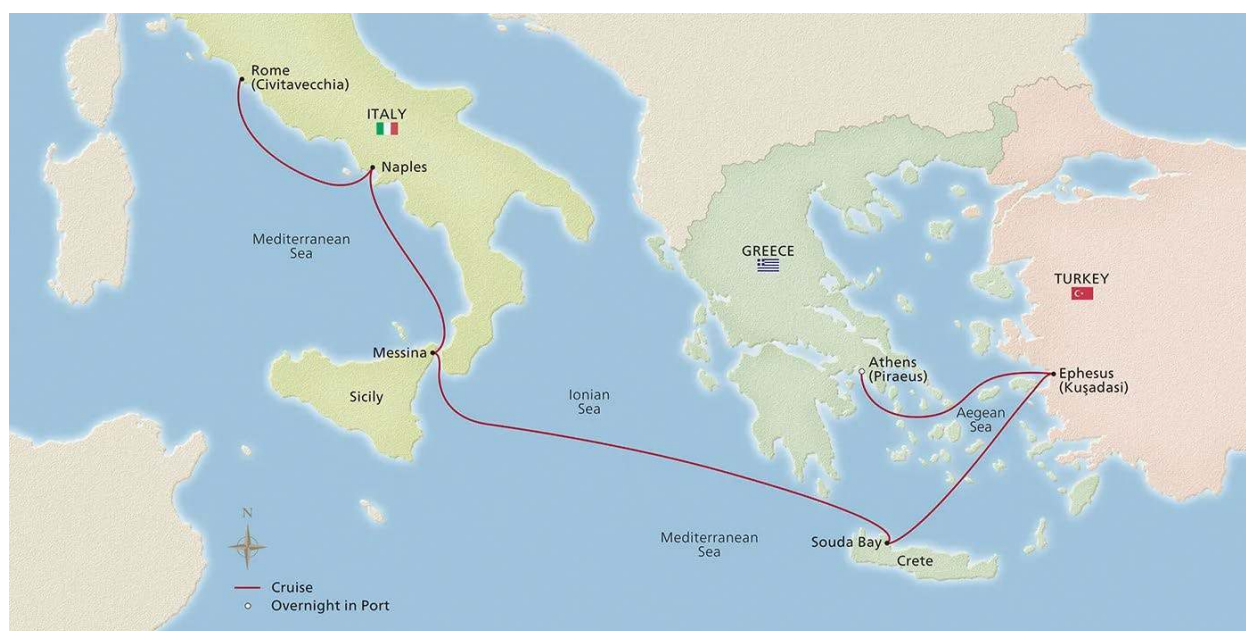 Rome
(Civitavecchia)
ITALY
Naples
Mediterranean
Sea
GREECE
TURKEY
Messina
Sicily
Ionian
Sea
Athens
(Piraeus)
Ephesus
(Kuşadasi)
Aegean
Sea
Mediterranean
Sea
Souda Bay
Crete
N
Cruise
Overnight in Port